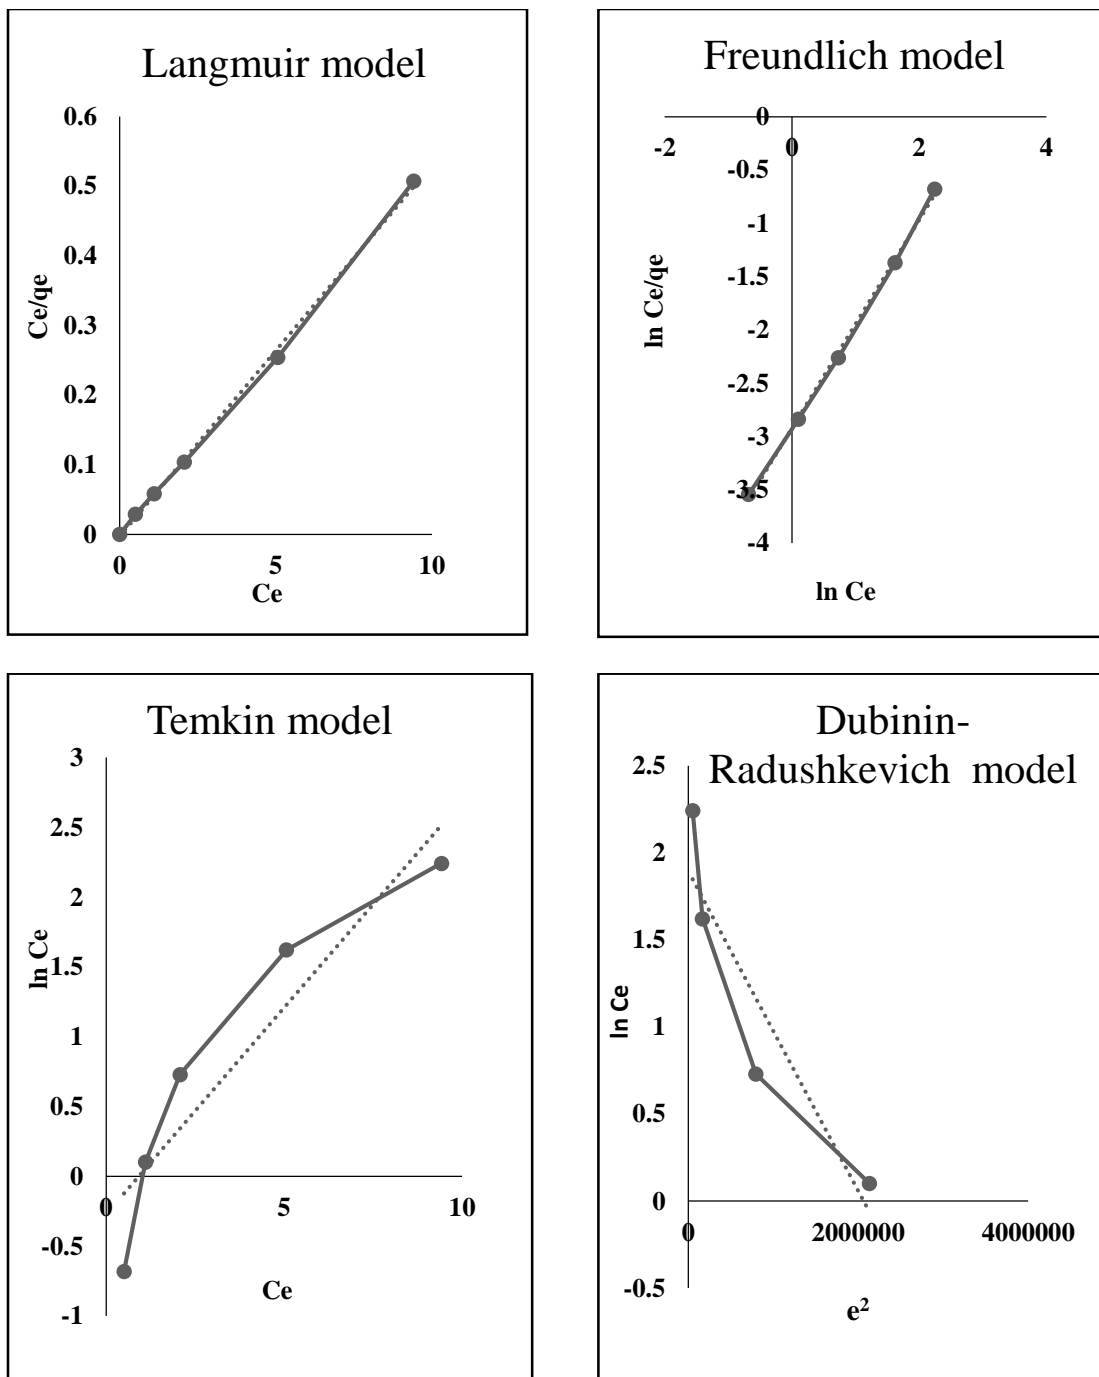 Langmuir model
0.6
0.5
0.4
0.3
0.2
0.1
0
Ce/qe
0 5 10
Ce
Freundlich model
0
-2 0 2 4
-0.5
-1
-1.5
-2
-2.5
-3
-3.5
-4
ln Ce/qe
ln Ce
Temkin model
3
2.5
2
1.5
1
0.5
0
-0.5
-1
ln Ce
0 5 10
Ce
Dubinin-
Radushkevich model
2.5
2
1.5
1
0.5
0
-0.5
ln Ce
0 2000000 4000000
e²